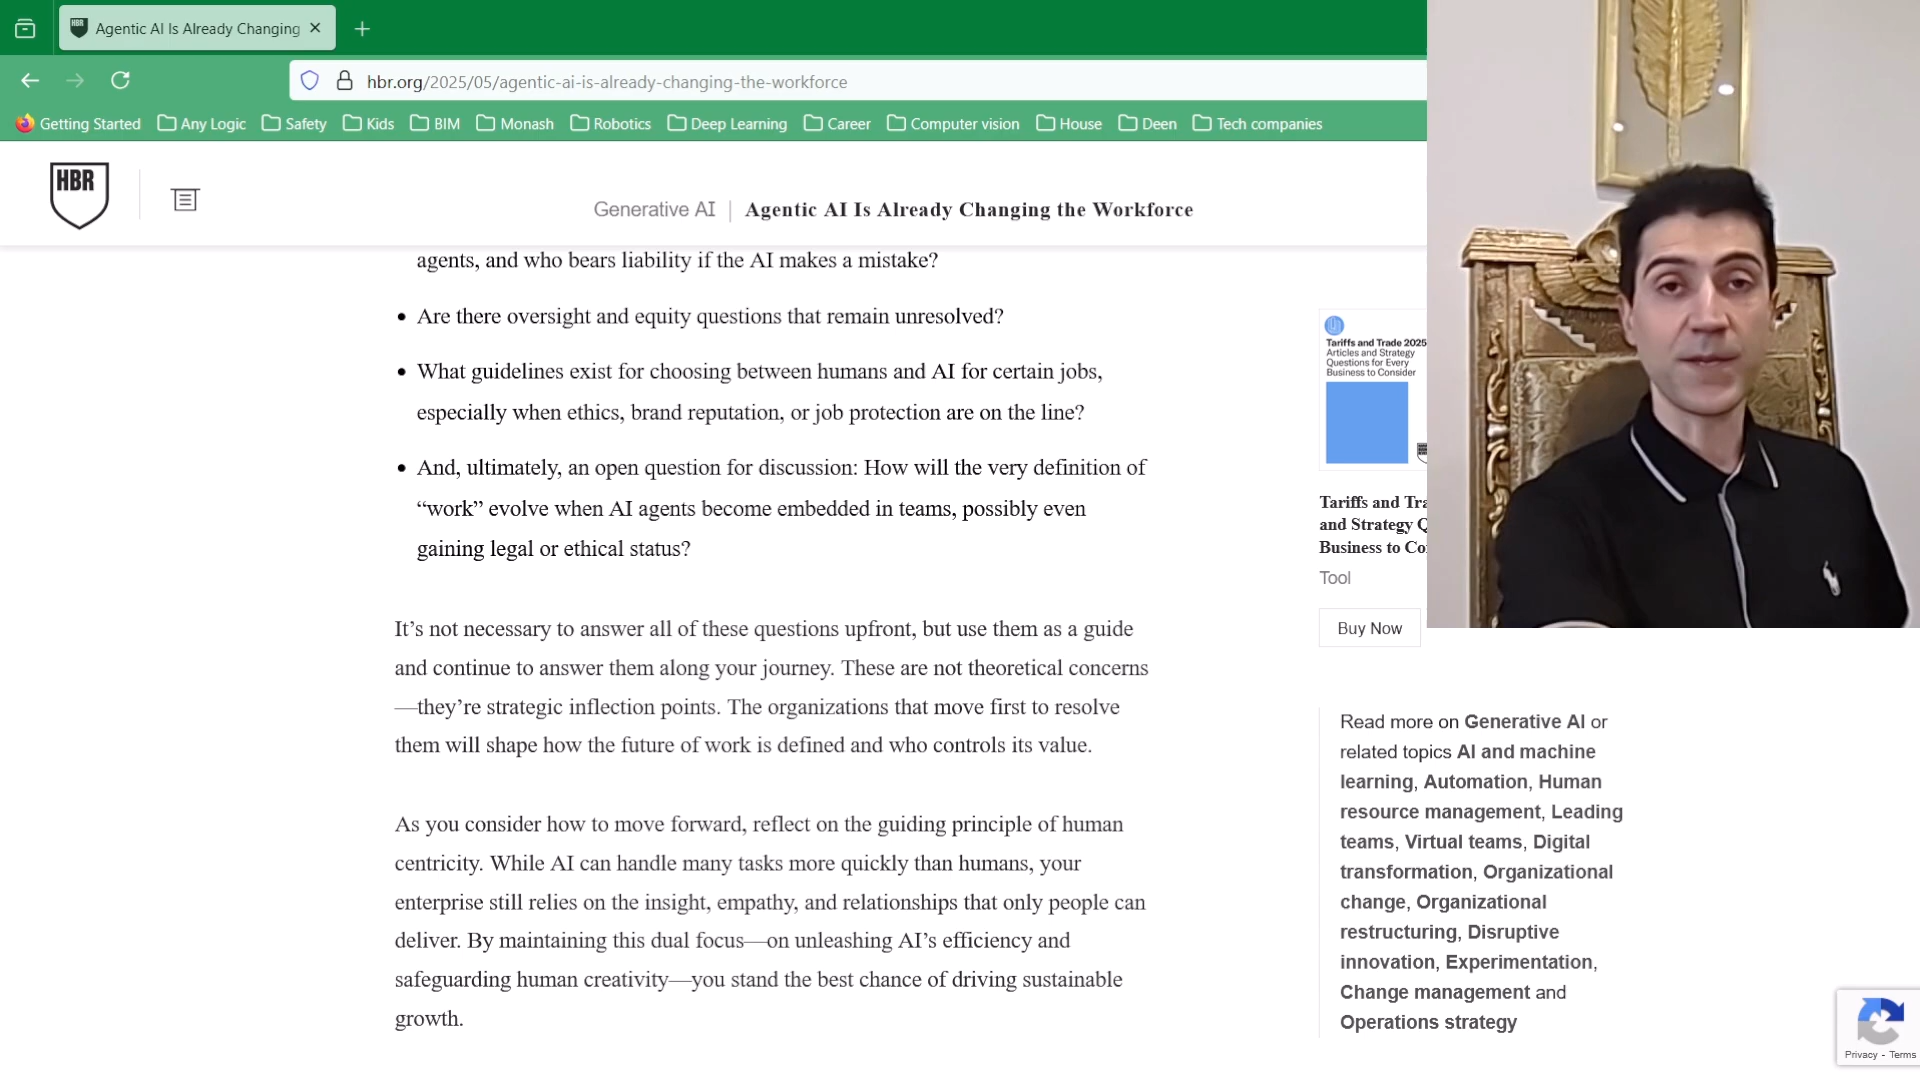 Agentic AI Is Already Changing
hbr.org/2025/05/agentic-ai-is-already-changing-the-workforce
Getting Started Any Logic Safety Kids BIM Monash Robotics Deep Learning Career Computer vision House Deen Tech companies
HBR
Generative AI | Agentic AI Is Already Changing the Workforce
agents, and who bears liability if the AI makes a mistake?
• Are there oversight and equity questions that remain unresolved?
• What guidelines exist for choosing between humans and AI for certain jobs,
especially when ethics, brand reputation, or job protection are on the line?
• And, ultimately, an open question for discussion: How will the very definition of
“work” evolve when AI agents become embedded in teams, possibly even
gaining legal or ethical status?
It’s not necessary to answer all of these questions upfront, but use them as a guide
and continue to answer them along your journey. These are not theoretical concerns
—they’re strategic inflection points. The organizations that move first to resolve
them will shape how the future of work is defined and who controls its value.
As you consider how to move forward, reflect on the guiding principle of human
centricity. While AI can handle many tasks more quickly than humans, your
enterprise still relies on the insight, empathy, and relationships that only people can
deliver. By maintaining this dual focus—on unleashing AI’s efficiency and
safeguarding human creativity—you stand the best chance of driving sustainable
growth.
Tariffs and Trade 2025
Articles and Strategy
Questions for Every
Business to Consider
Tariffs and Tra
and Strategy Q
Business to Co
Tool
Buy Now
Read more on Generative AI or
related topics AI and machine
learning, Automation, Human
resource management, Leading
teams, Virtual teams, Digital
transformation, Organizational
change, Organizational
restructuring, Disruptive
innovation, Experimentation,
Change management and
Operations strategy
Privacy - Terms